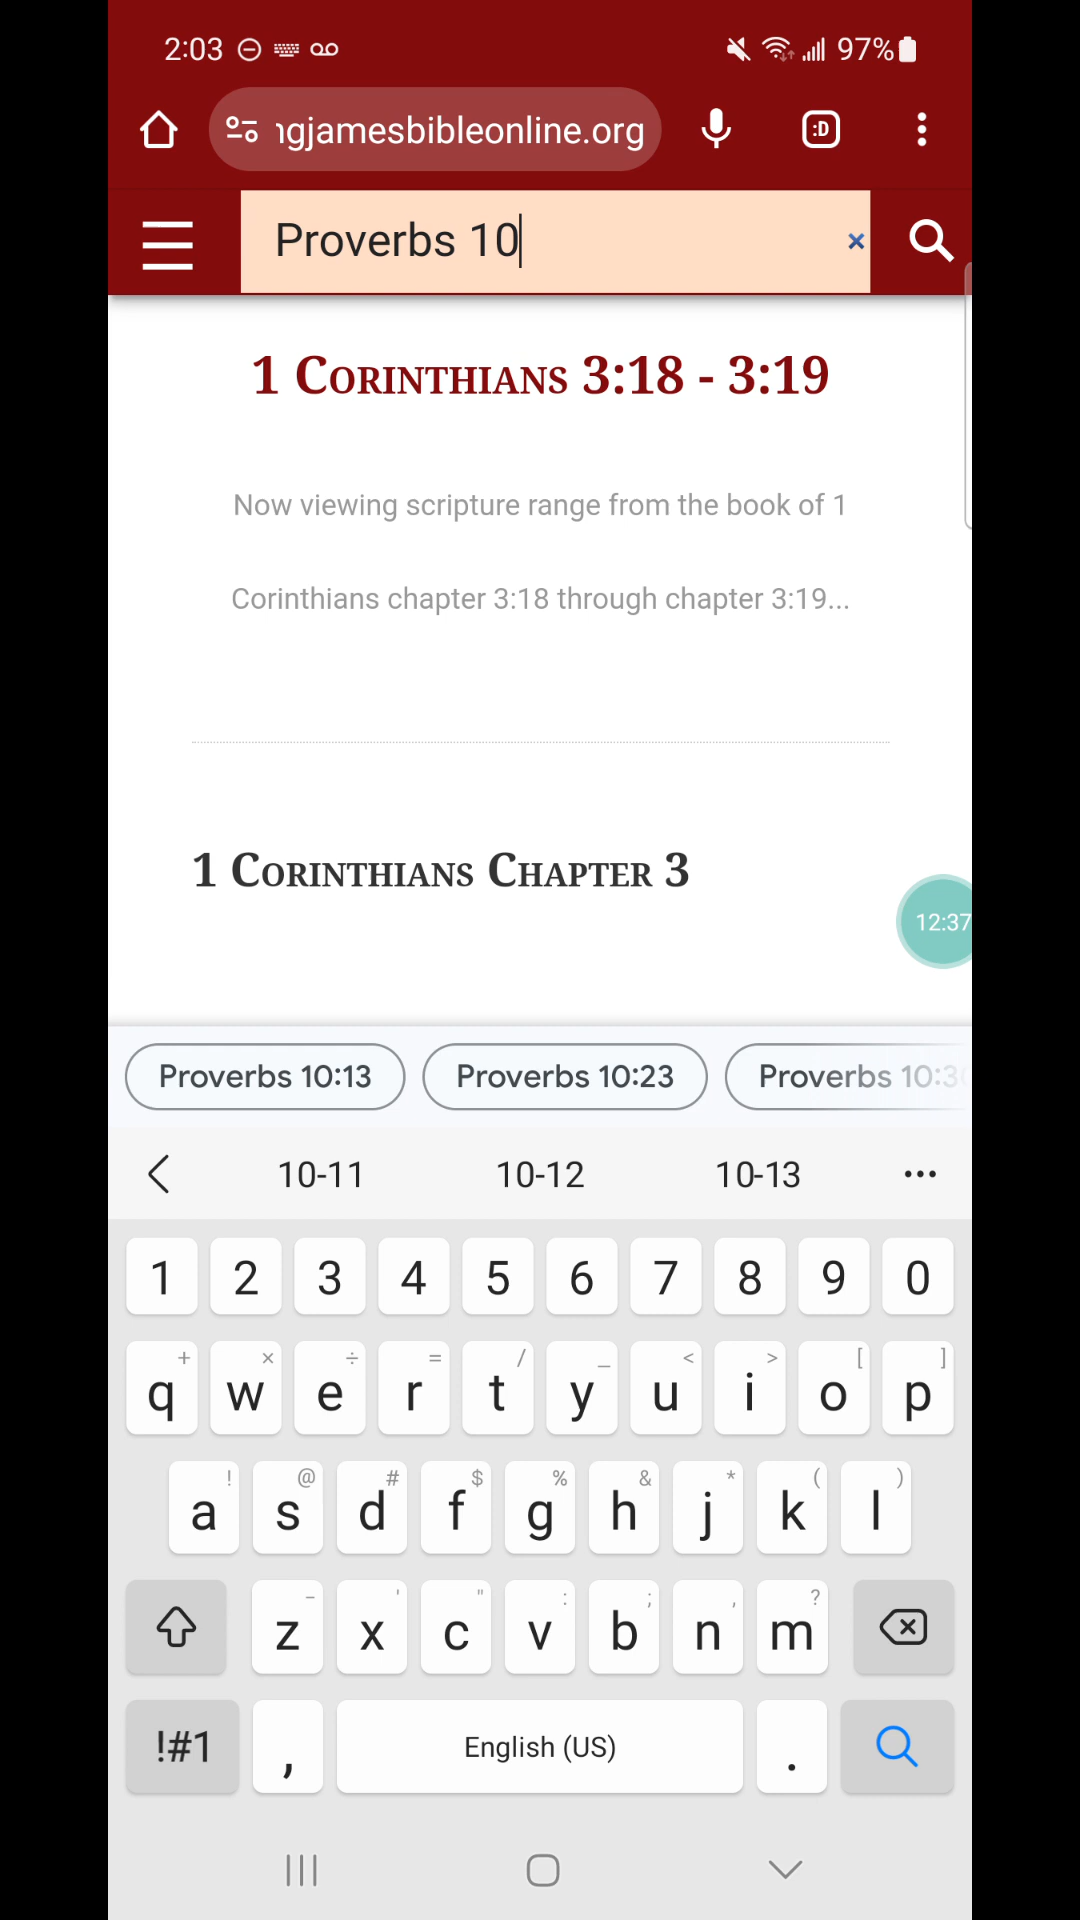 2:03 97%
ngjamesbibleonline.org :D
Proverbs 10 ×
1 Corinthians 3:18 - 3:19
Now viewing scripture range from the book of 1
Corinthians chapter 3:18 through chapter 3:19...
1 Corinthians Chapter 3
12:37
Proverbs 10:13 Proverbs 10:23 Proverbs 10:30
10-11 10-12 10-13 •••
1 2 3 4 5 6 7 8 9 0
+ × ÷ = / _ < > [ ]
q w e r t y u i o p
! @ # $ % & * ( )
a s d f g h j k l
- ' " : ; , ?
z x c v b n m
!#1 , English (US) .